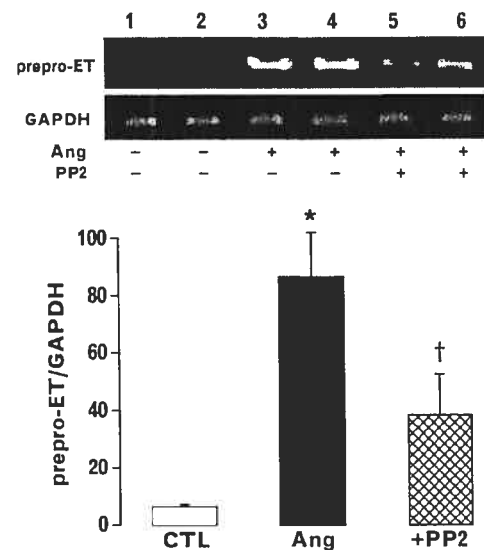 1 2 3 4 5 6
prepro-ET
GAPDH
Ang – – + + + +
PP2 – – – – + +
prepro-ET/GAPDH
100
80
60
40
20
0
*
†
CTL Ang +PP2